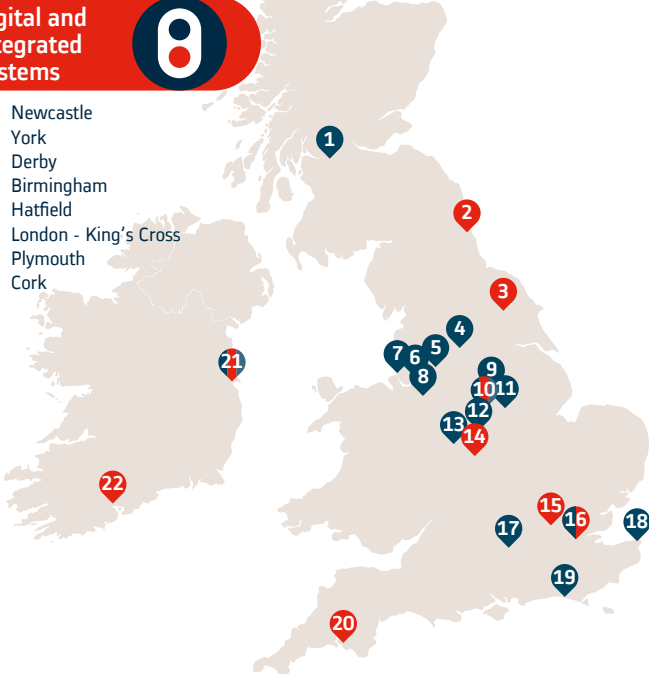 gital and
tegrated
stems
Newcastle
York
Derby
Birmingham
Hatfield
London - King's Cross
Plymouth
Cork
1
2
3
4
5
6
7
8
9
10
11
12
13
14
15
16
17
18
19
20
21
22